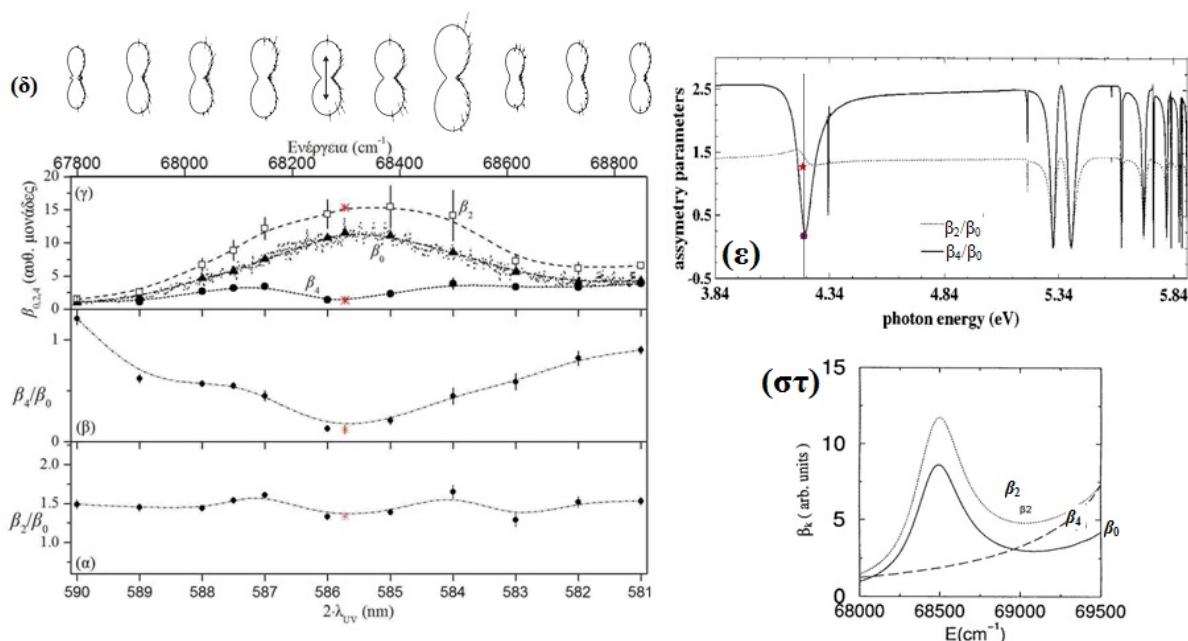 (δ)
Ενέργεια (cm⁻¹)
67800 68000 68200 68400 68600 68800
(γ)
β₀,₂,₄ (αυθ. μονάδες)
20
15
10
5
0
β₂
β₀
β₄
β₄/β₀
1
0
(β)
β₂/β₀
2.0
1.5
1.0
(α)
590 589 588 587 586 585 584 583 582 581
2·λUV (nm)
assymetry parameters
2.5
1.5
0.5
-0.5
(ε)
β₂/β₀
β₄/β₀
3.84 4.34 4.84 5.34 5.84
photon energy (eV)
(στ)
βk ( arb. units )
15
10
5
0
β₂
β2
β₄
β₀
68000 68500 69000 69500
E(cm⁻¹)